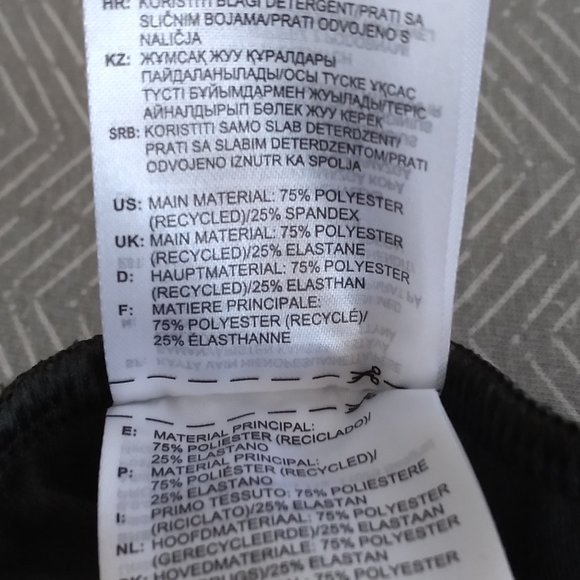 HR: KORISTITI BLAGI DETERGENT/PRATI SA
SLIČNIM BOJAMA/PRATI ODVOJENO S
NALIČJA
KZ: ЖҰМСАҚ ЖУУ ҚҰРАЛДАРЫ
ПАЙДАЛАНЫЛАДЫ/ОСЫ ТҮСКЕ ҰҚСАС
ТҮСТІ БҰЙЫМДАРМЕН ЖУЫЛАДЫ/ТЕРІС
АЙНАЛДЫРЫП БӨЛЕК ЖУУ КЕРЕК
SRB: KORISTITI SAMO SLAB DETERDZENT/
PRATI SA SLABIM DETERDZENTOM/PRATI
ODVOJENO IZNUTR KA SPOLJA
US: MAIN MATERIAL: 75% POLYESTER
(RECYCLED)/25% SPANDEX
UK: MAIN MATERIAL: 75% POLYESTER
(RECYCLED)/25% ELASTANE
D: HAUPTMATERIAL: 75% POLYESTER
(RECYCLED)/25% ELASTHAN
F: MATIERE PRINCIPALE:
75% POLYESTER (RECYCLÉ)/
25% ÉLASTHANNE
E: MATERIAL PRINCIPAL:
75% POLIÉSTER (RECICLADO)/
25% ELASTANO
P: MATERIAL PRINCIPAL:
75% POLIÉSTER (RECYCLED)/
25% ELASTANO
I: PRIMO TESSUTO: 75% POLIESTERE
(RICICLATO)/25% ELASTAN
NL: HOOFDMATERIAAL: 75% POLYESTER
(GERECYCLEERDE)/25% ELASTAAN
HOVEDMATERIALE: 75% POLYESTER
25% ELASTAN